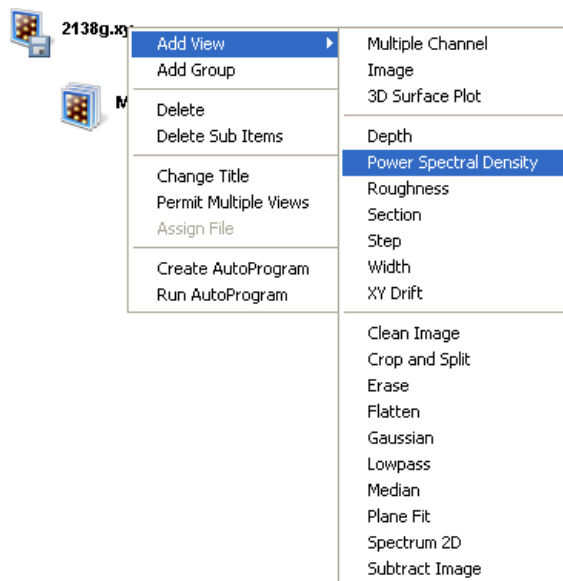 2138g.xy
Add View
Add Group
Delete
Delete Sub Items
Change Title
Permit Multiple Views
Assign File
Create AutoProgram
Run AutoProgram
Multiple Channel
Image
3D Surface Plot
Depth
Power Spectral Density
Roughness
Section
Step
Width
XY Drift
Clean Image
Crop and Split
Erase
Flatten
Gaussian
Lowpass
Median
Plane Fit
Spectrum 2D
Subtract Image